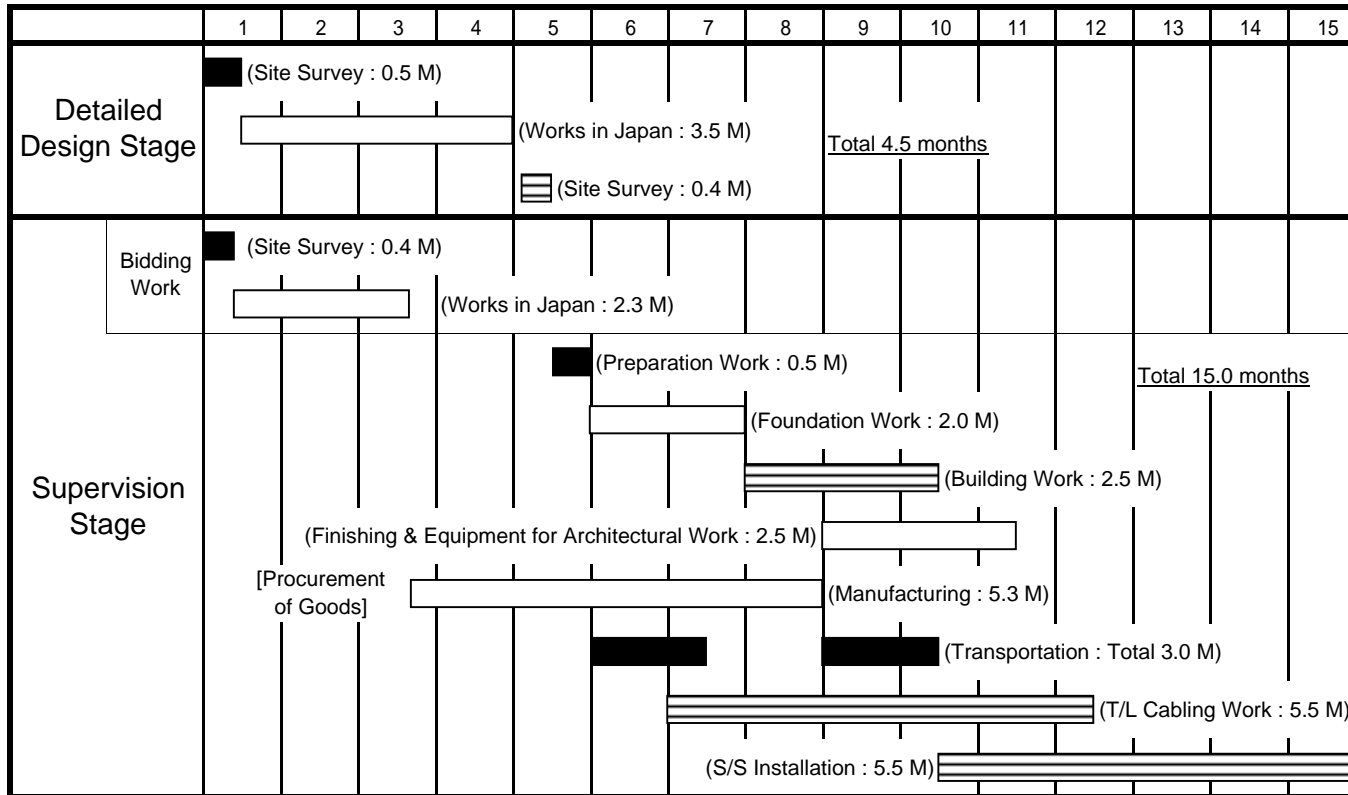 1 2 3 4 5 6 7 8 9 10 11 12 13 14 15
Detailed
Design Stage
(Site Survey : 0.5 M)
(Works in Japan : 3.5 M)
Total 4.5 months
(Site Survey : 0.4 M)
Supervision
Stage
Bidding
Work
(Site Survey : 0.4 M)
(Works in Japan : 2.3 M)
(Preparation Work : 0.5 M)
Total 15.0 months
(Foundation Work : 2.0 M)
(Building Work : 2.5 M)
(Finishing & Equipment for Architectural Work : 2.5 M)
[Procurement
of Goods]
(Manufacturing : 5.3 M)
(Transportation : Total 3.0 M)
(T/L Cabling Work : 5.5 M)
(S/S Installation : 5.5 M)